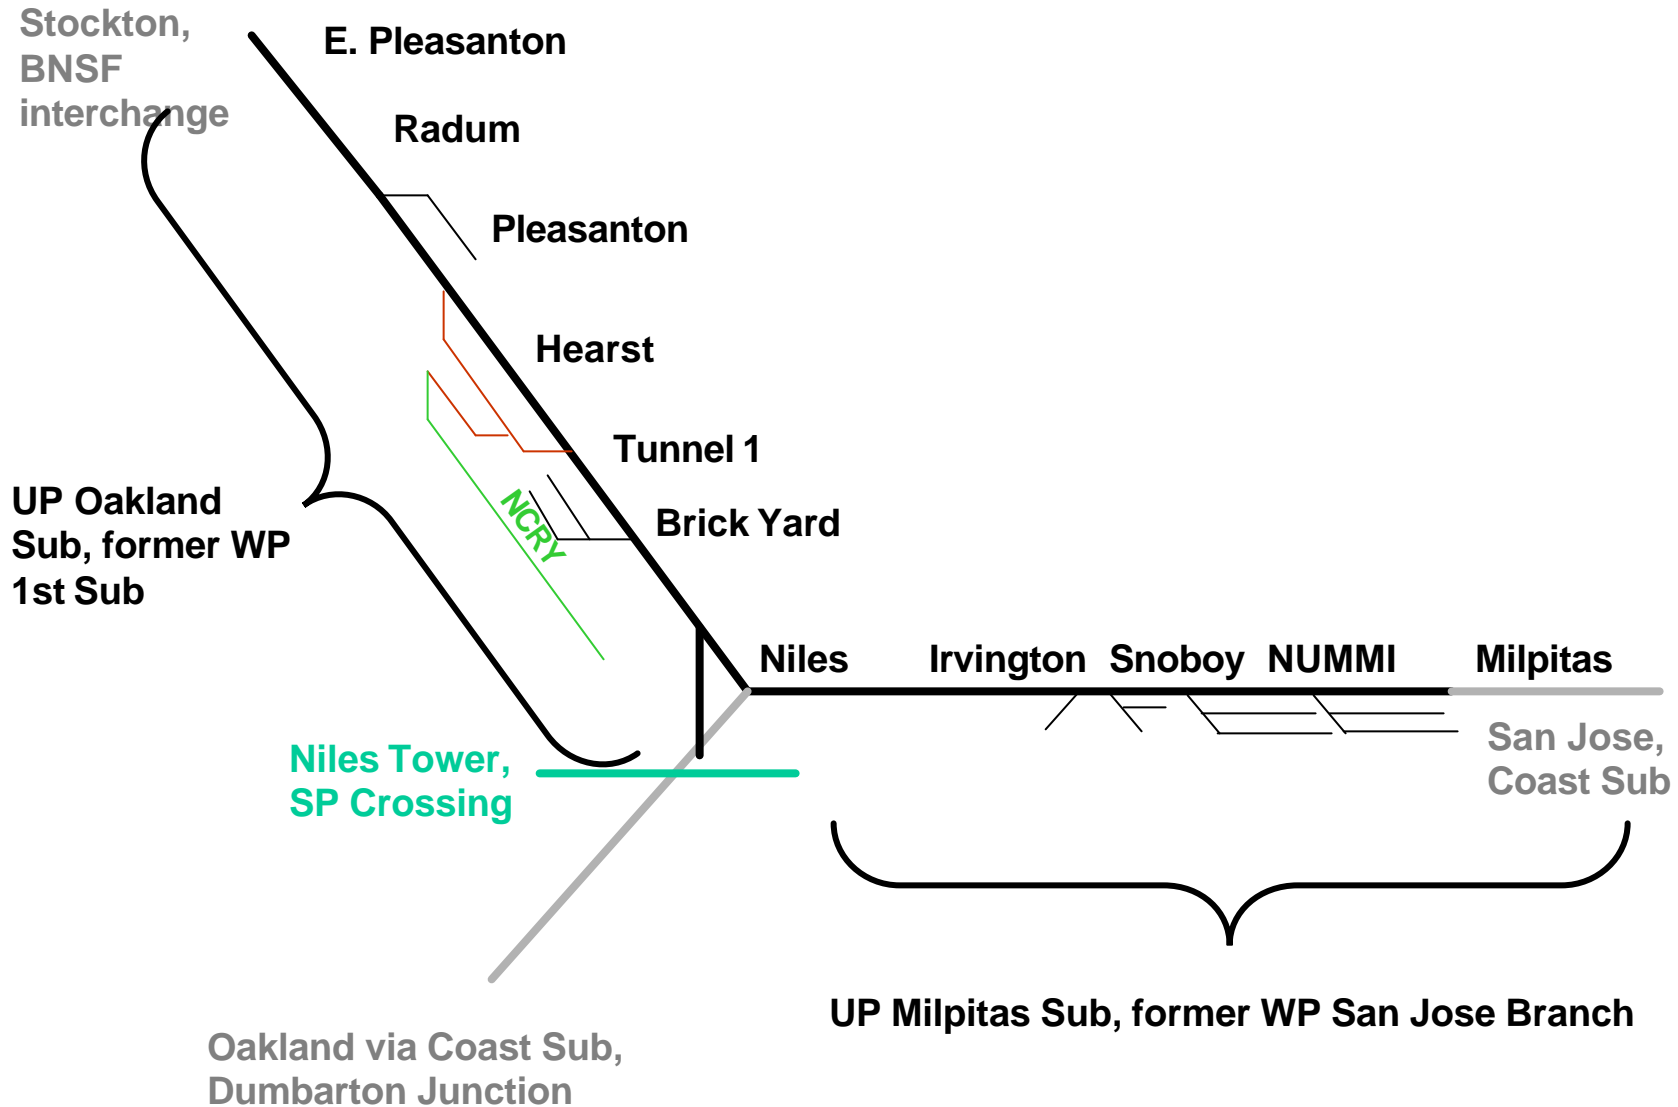 Stockton,
BNSF
interchange
E. Pleasanton
Radum
Pleasanton
Hearst
Tunnel 1
NCRY
Brick Yard
UP Oakland
Sub, former WP
1st Sub
Niles
Irvington
Snoboy
NUMMI
Milpitas
San Jose,
Coast Sub
Niles Tower,
SP Crossing
UP Milpitas Sub, former WP San Jose Branch
Oakland via Coast Sub,
Dumbarton Junction